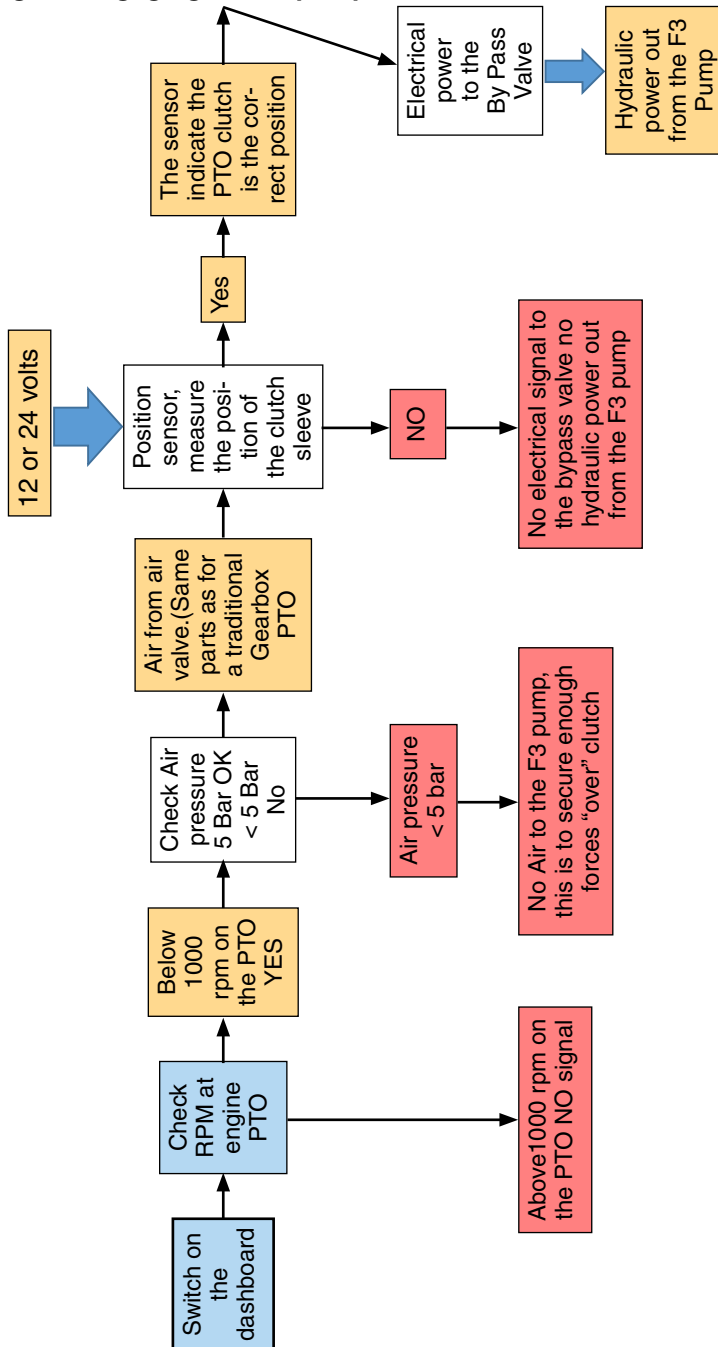 Switch on
the
dashboard
Check
RPM at
engine
PTO
Below
1000
rpm on
the PTO
YES
Check Air
pressure
5 Bar OK
< 5 Bar
No
Air from air
valve.(Same
parts as for
a traditional
Gearbox
PTO
12 or 24 volts
Position
sensor,
measure
the posi-
tion of
the clutch
sleeve
Yes
The sensor
indicate the
PTO clutch
is the cor-
rect position
Electrical
power
to the
By Pass
Valve
Hydraulic
power out
from the F3
Pump
Above1000 rpm on
the PTO NO signal
Air pressure
< 5 bar
No Air to the F3 pump,
this is to secure enough
forces “over” clutch
NO
No electrical signal to
the bypass valve no
hydraulic power out
from the F3 pump